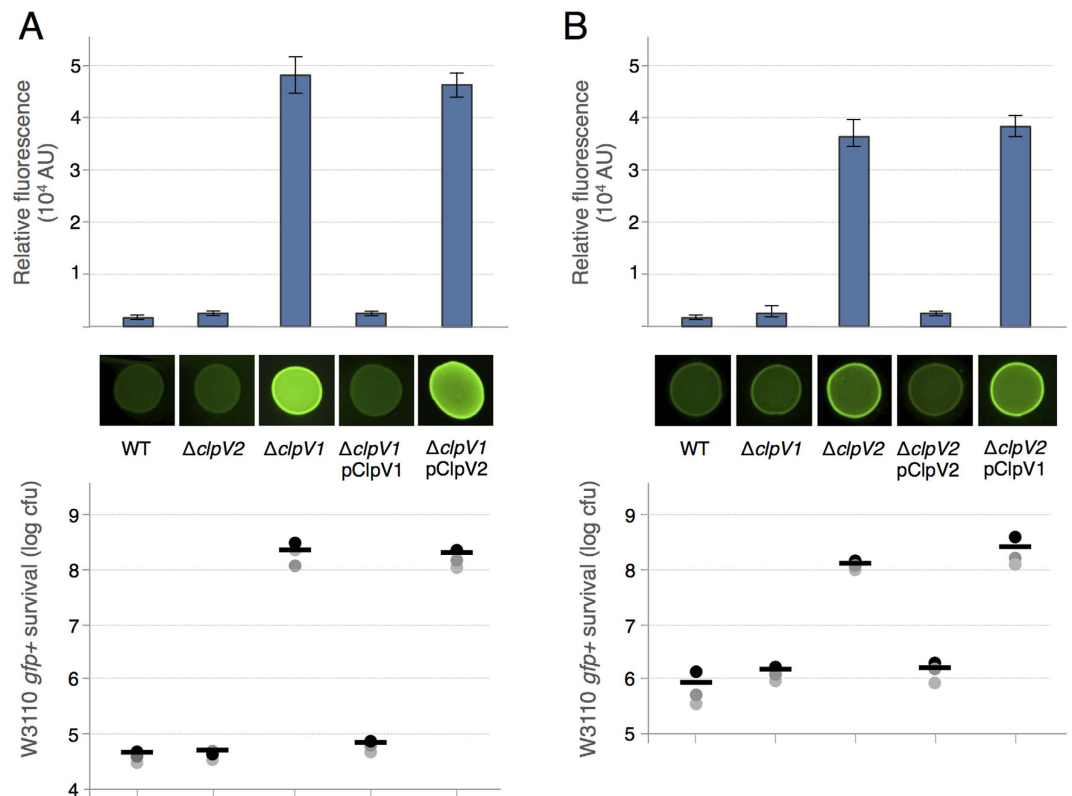 A
Relative fluorescence
(10⁴ AU)
5
4
3
2
1
WT
ΔclpV2
ΔclpV1
ΔclpV1
pClpV1
ΔclpV1
pClpV2
W3110 gfp+ survival (log cfu)
9
8
7
6
5
4
B
Relative fluorescence
(10⁴ AU)
5
4
3
2
1
WT
ΔclpV1
ΔclpV2
ΔclpV2
pClpV2
ΔclpV2
pClpV1
W3110 gfp+ survival (log cfu)
9
8
7
6
5